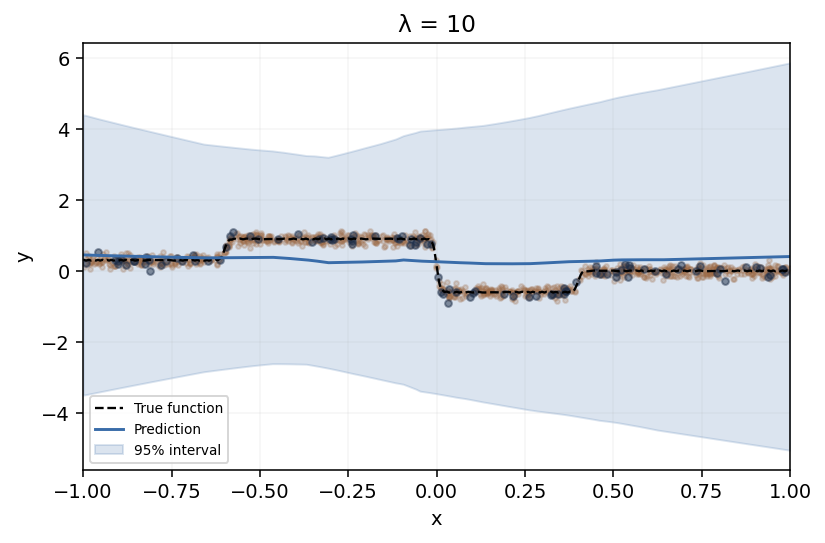 λ = 10
6
4
2
0
−2
−4
y
True function
Prediction
95% interval
−1.00 −0.75 −0.50 −0.25 0.00 0.25 0.50 0.75 1.00
x